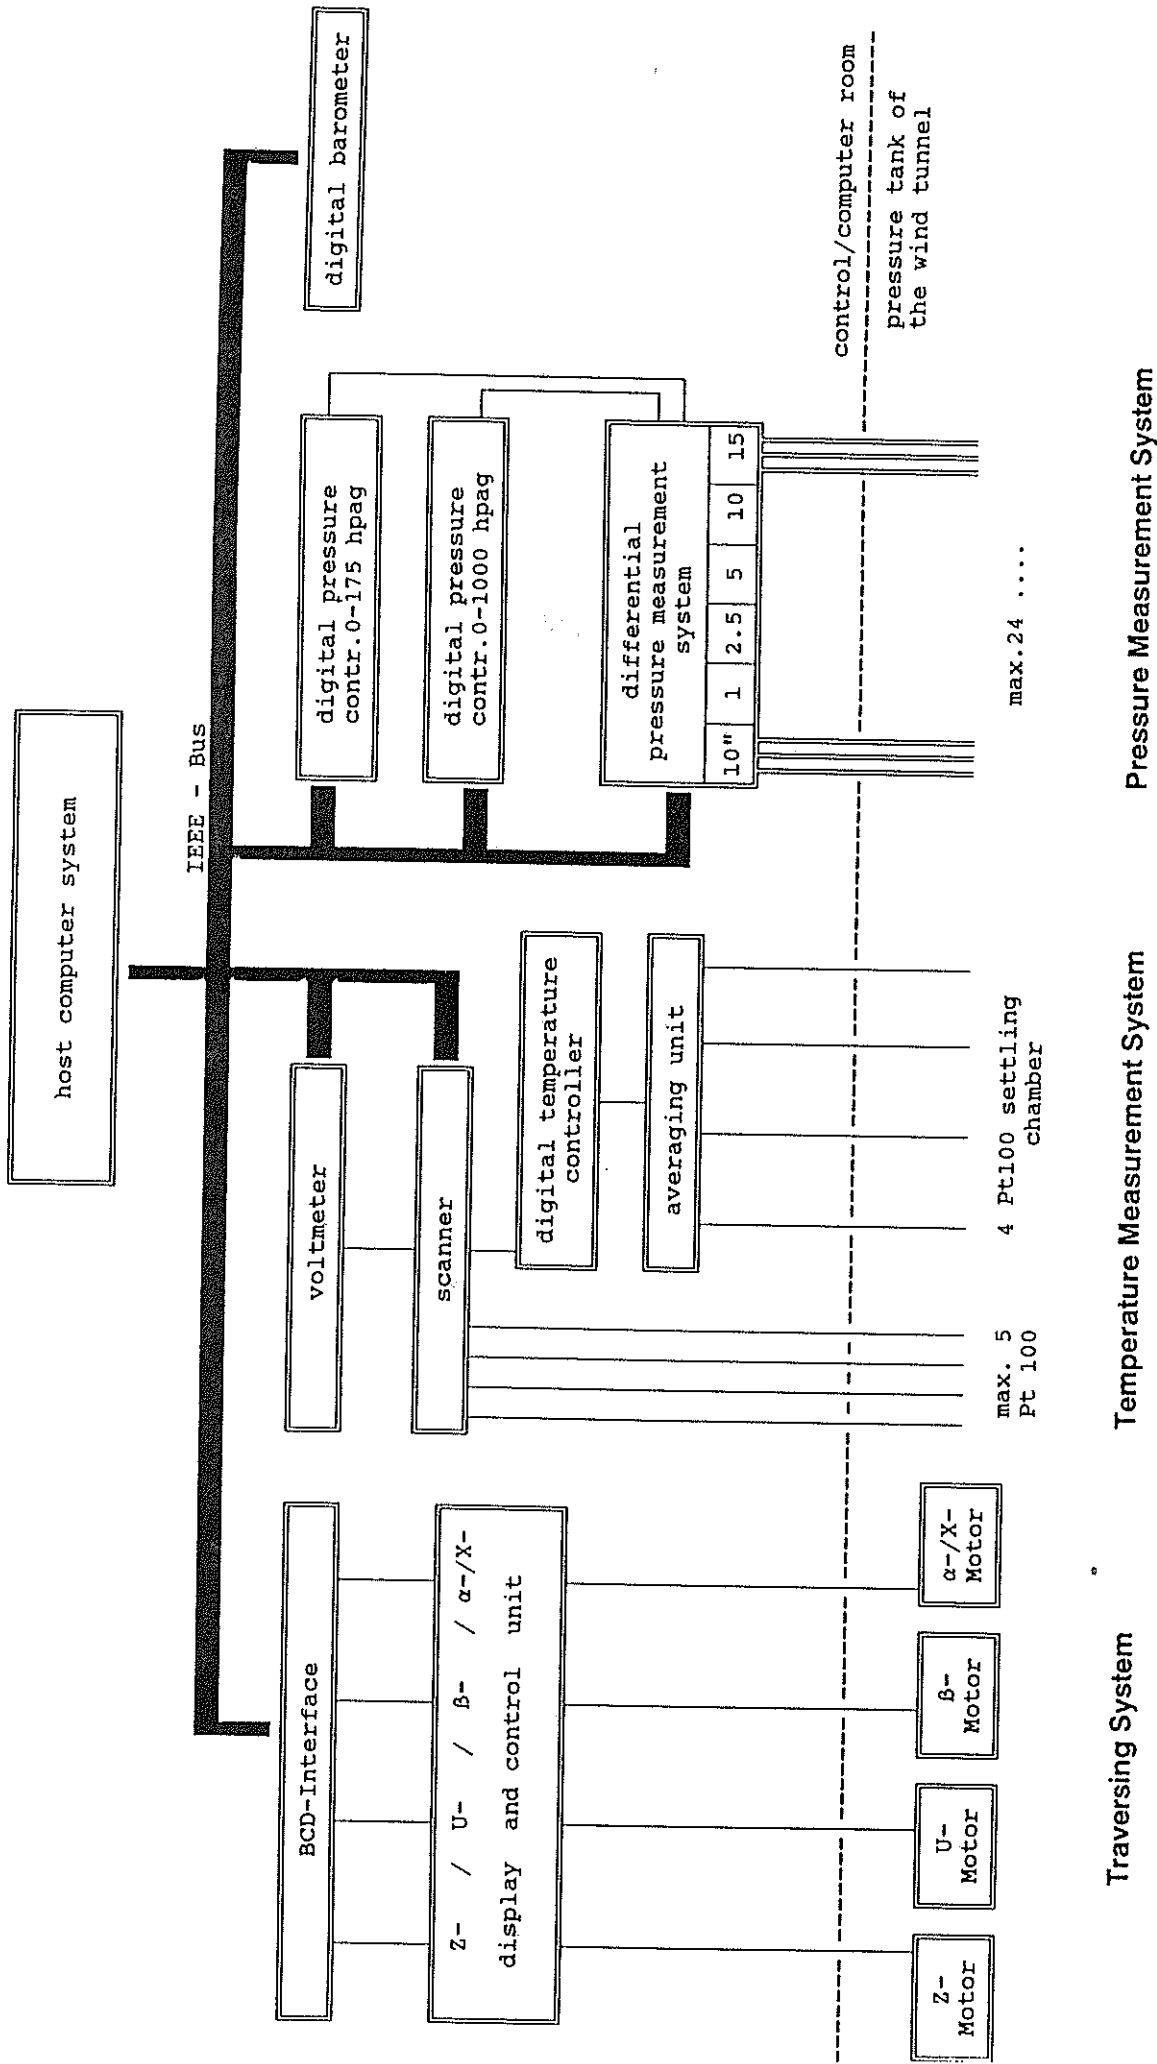 host computer system
IEEE - Bus
BCD-Interface
Z- / U- / β- / α-/X-
display and control unit
Z-
Motor
U-
Motor
β-
Motor
α-/X-
Motor
Traversing System
voltmeter
scanner
digital temperature
controller
averaging unit
max. 5
Pt 100
4 Pt100 settling
chamber
Temperature Measurement System
digital pressure
contr.0-175 hpag
digital pressure
contr.0-1000 hpag
differential
pressure measurement
system
10" 1 2.5 5 10 15
max.24 ....
Pressure Measurement System
digital barometer
control/computer room
pressure tank of
the wind tunnel